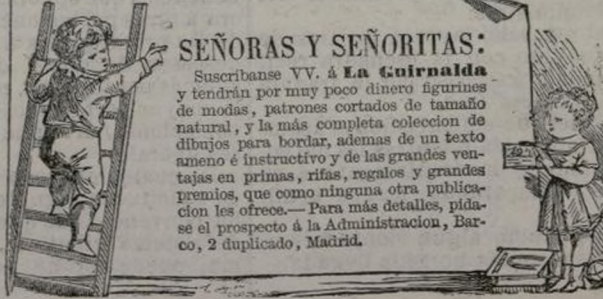 SEÑORAS Y SEÑORITAS:
Suscríbanse VV. á La Guirnalda
y tendrán por muy poco dinero figurines
de modas, patrones cortados de tamaño
natural, y la más completa coleccion de
dibujos para bordar, ademas de un texto
ameno é instructivo y de las grandes ven-
tajas en primas, rifas, regalos y grandes
premios, que como ninguna otra publica-
cion les ofrece.—Para más detalles, pída-
se el prospecto á la Administracion, Bar-
co, 2 duplicado, Madrid.